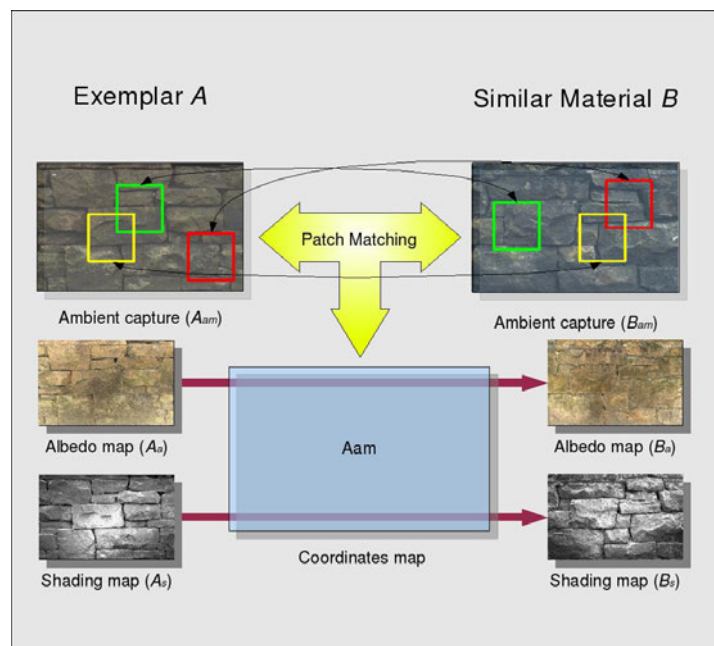 Exemplar A
Similar Material B
Patch Matching
Ambient capture (Aam)
Ambient capture (Bam)
Albedo map (Aa)
Aam
Albedo map (Ba)
Coordinates map
Shading map (As)
Shading map (Bs)